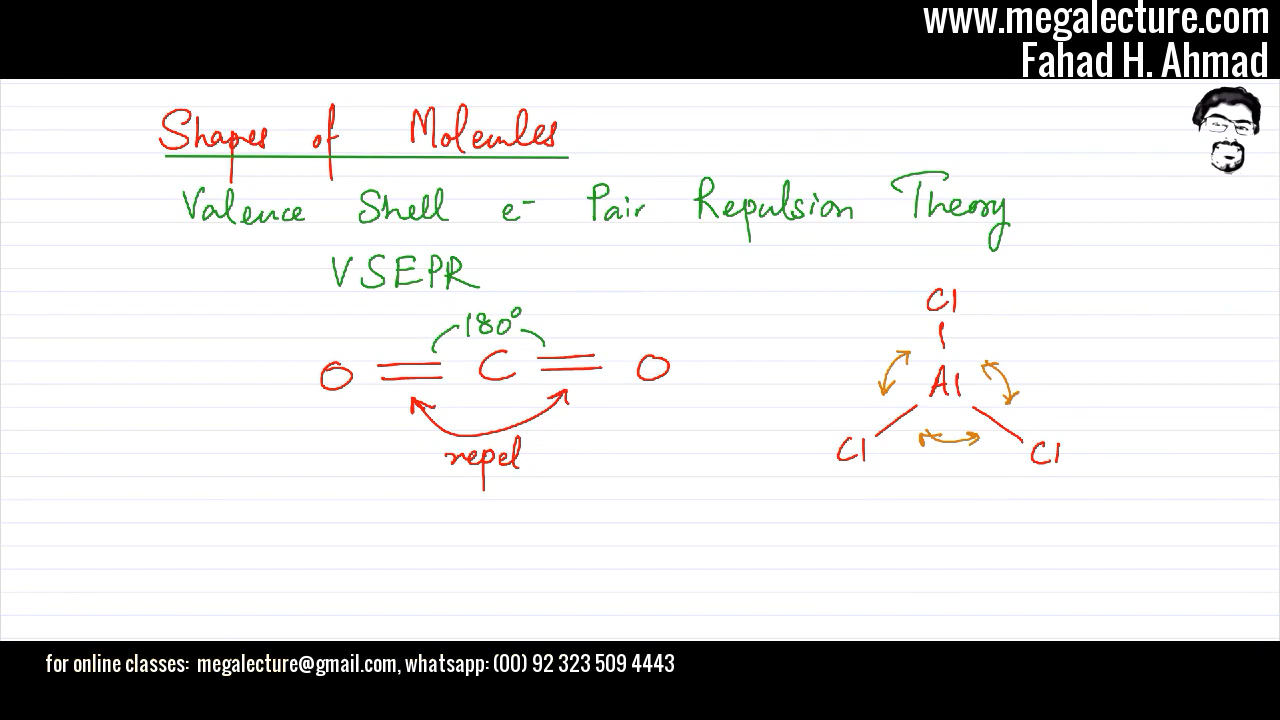 www.megalecture.com
Fahad H. Ahmad
Shapes of Molecules
Valence Shell e- Pair Repulsion Theory
VSEPR
180°
O = C = O
repel
Cl
Al
Cl Cl
for online classes: megalecture@gmail.com, whatsapp: (00) 92 323 509 4443